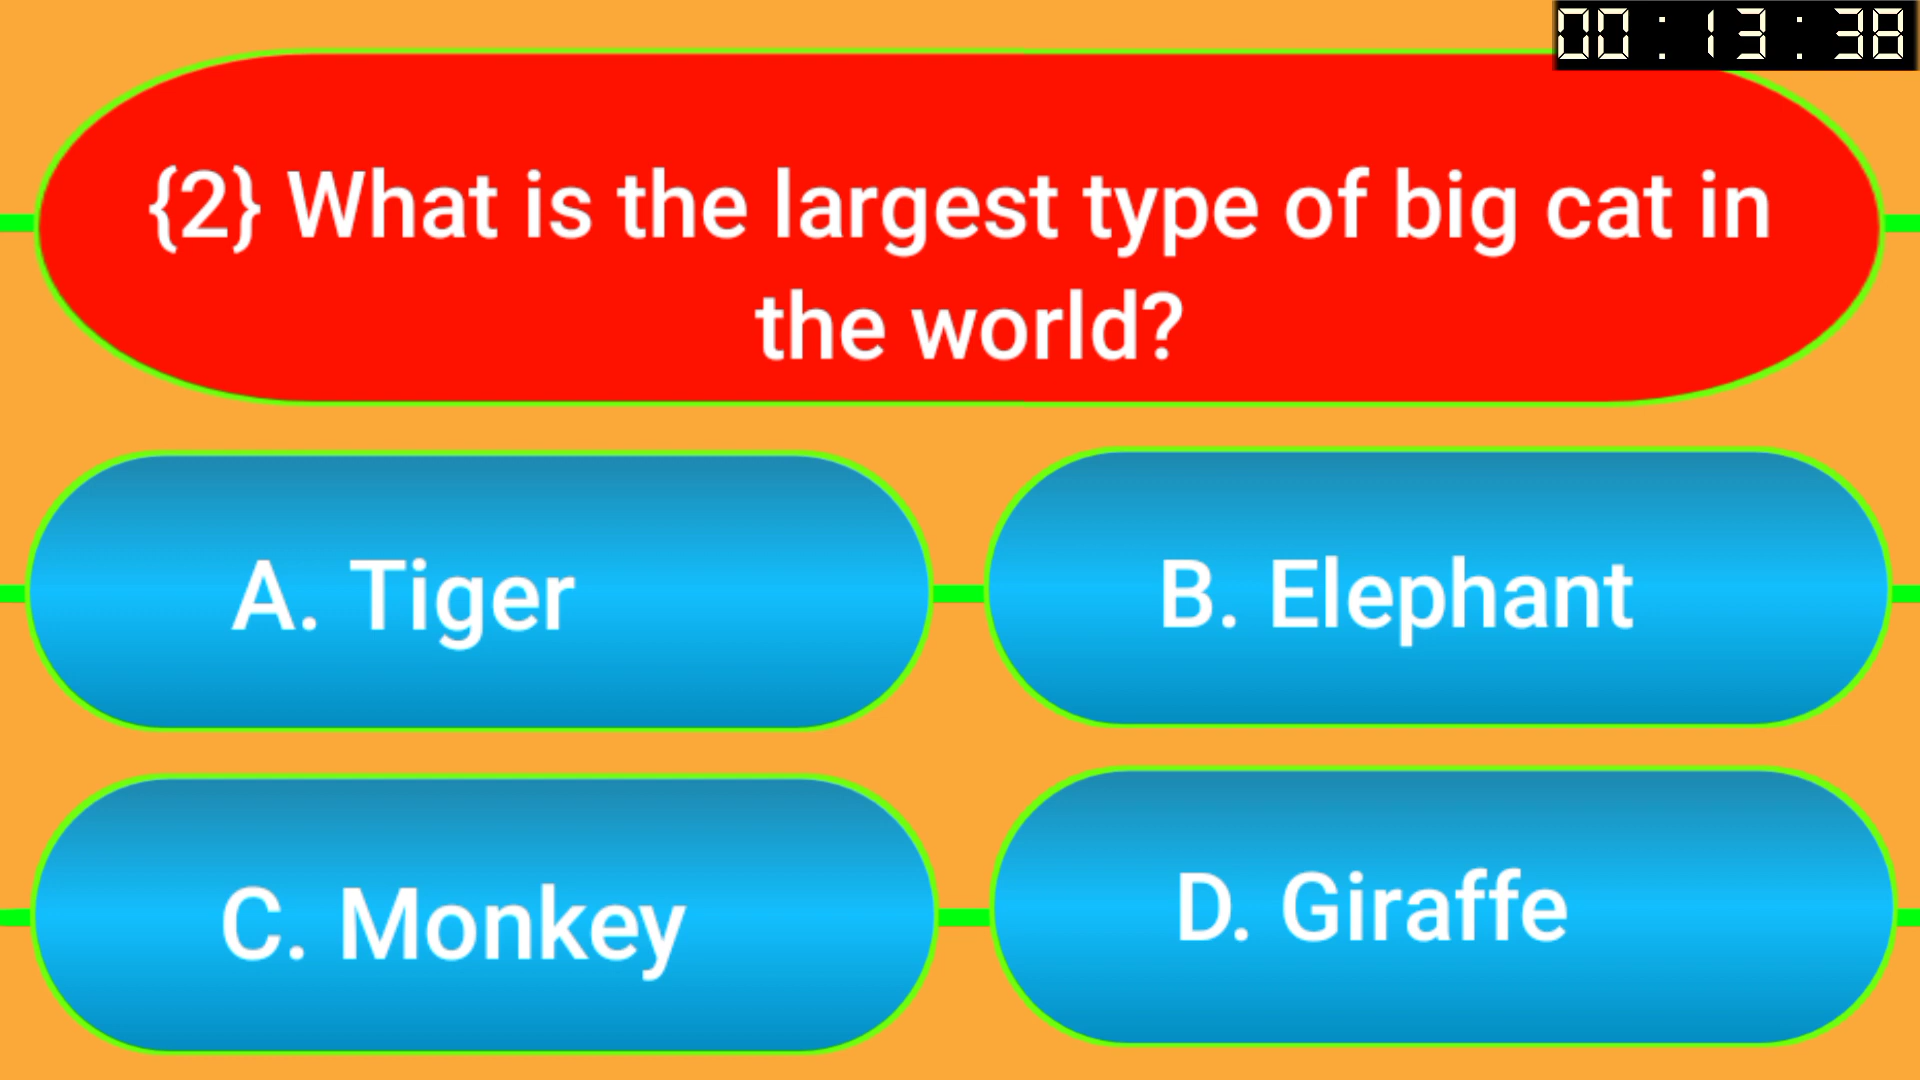 00:13:38
{2} What is the largest type of big cat in
the world?
A. Tiger
B. Elephant
C. Monkey
D. Giraffe